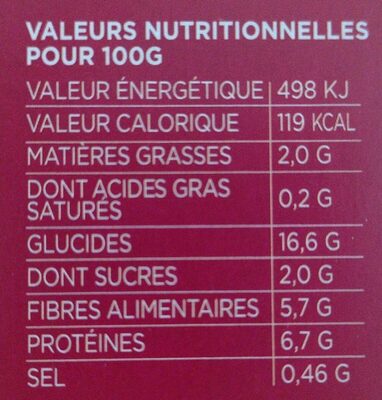 VALEURS NUTRITIONNELLES
POUR 100G
VALEUR ÉNERGÉTIQUE 498 KJ
VALEUR CALORIQUE 119 KCAL
MATIÈRES GRASSES 2,0 G
DONT ACIDES GRAS
SATURÉS 0,2 G
GLUCIDES 16,6 G
DONT SUCRES 2,0 G
FIBRES ALIMENTAIRES 5,7 G
PROTÉINES 6,7 G
SEL 0,46 G